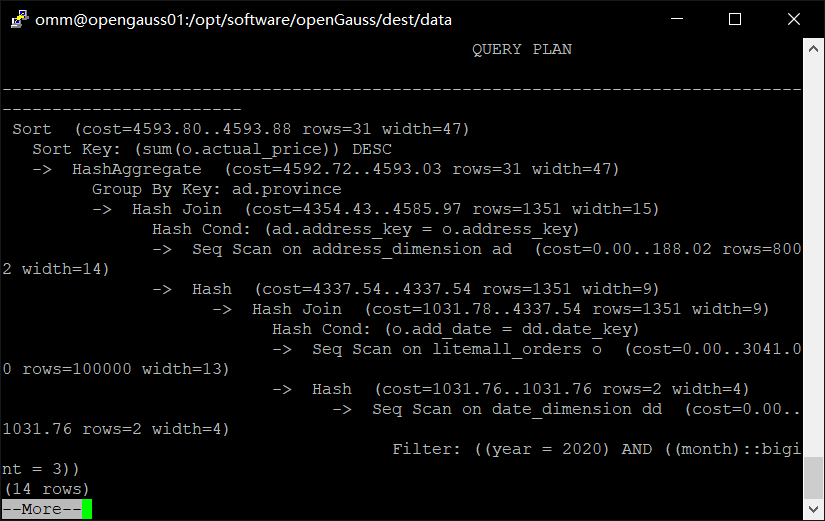 omm@opengauss01:/opt/software/openGauss/dest/data
QUERY PLAN
--------------------------------------------------------------------------------
------------------------
Sort  (cost=4593.80..4593.88 rows=31 width=47)
Sort Key: (sum(o.actual_price)) DESC
->  HashAggregate  (cost=4592.72..4593.03 rows=31 width=47)
Group By Key: ad.province
->  Hash Join  (cost=4354.43..4585.97 rows=1351 width=15)
Hash Cond: (ad.address_key = o.address_key)
->  Seq Scan on address_dimension ad  (cost=0.00..188.02 rows=800
2 width=14)
->  Hash  (cost=4337.54..4337.54 rows=1351 width=9)
->  Hash Join  (cost=1031.78..4337.54 rows=1351 width=9)
Hash Cond: (o.add_date = dd.date_key)
->  Seq Scan on litemall_orders o  (cost=0.00..3041.0
0 rows=100000 width=13)
->  Hash  (cost=1031.76..1031.76 rows=2 width=4)
->  Seq Scan on date_dimension dd  (cost=0.00..
1031.76 rows=2 width=4)
Filter: ((year = 2020) AND ((month)::bigi
nt = 3))
(14 rows)
--More--